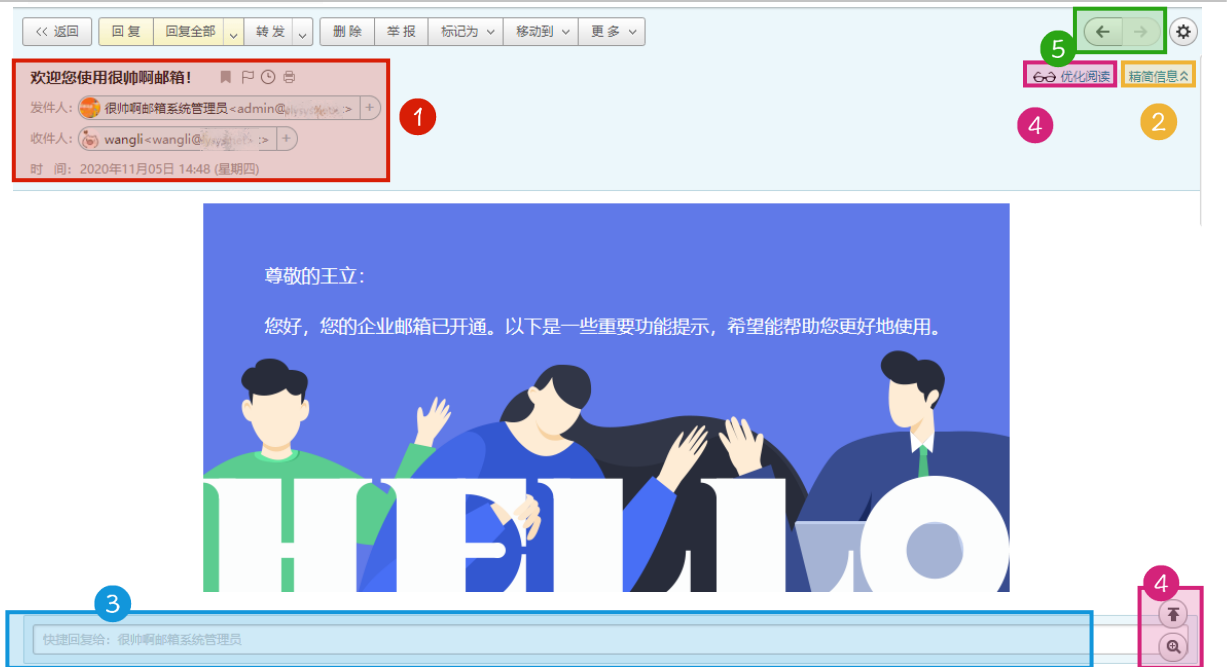 << 返回 回复 回复全部 转发 删除 举报 标记为 移动到 更多
5
欢迎您使用很帅啊邮箱！
优化阅读 精简信息
发件人: 很帅啊邮箱系统管理员<admin@ :> +
1
4
2
收件人: wangli<wangli@ :> +
时 间: 2020年11月05日 14:48 (星期四)
尊敬的王立：
您好，您的企业邮箱已开通。以下是一些重要功能提示，希望能帮助您更好地使用。
HELLO
3
4
快捷回复给：很帅啊邮箱系统管理员